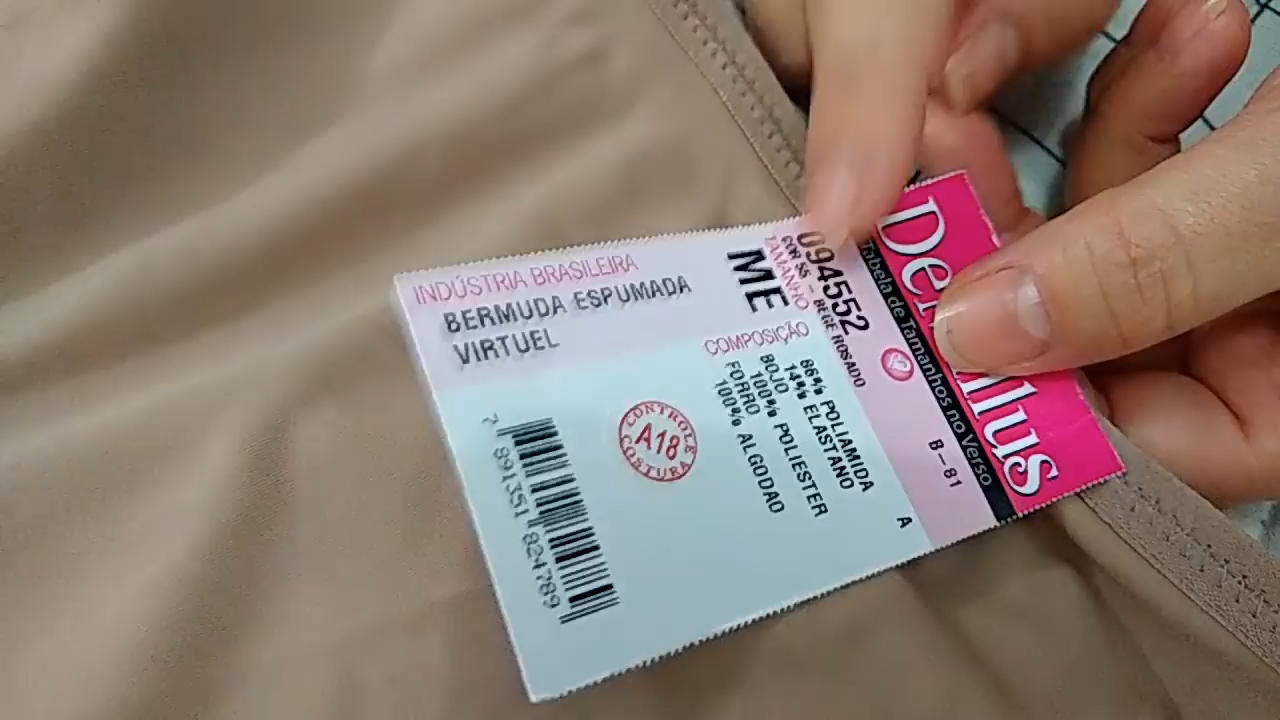 Tabela de Tamanhos no Verso
094552
COR 55 - BEGE ROSADO
TAMANHO
ME
B-81
A
COMPOSIÇÃO
86% POLIAMIDA
14% ELASTANO
BOJO
100% POLIESTER
FORRO
100% ALGODAO
INDÚSTRIA BRASILEIRA
BERMUDA ESPUMADA
VIRTUEL
CONTROLE
A18
COSTURA
7 891351 824789